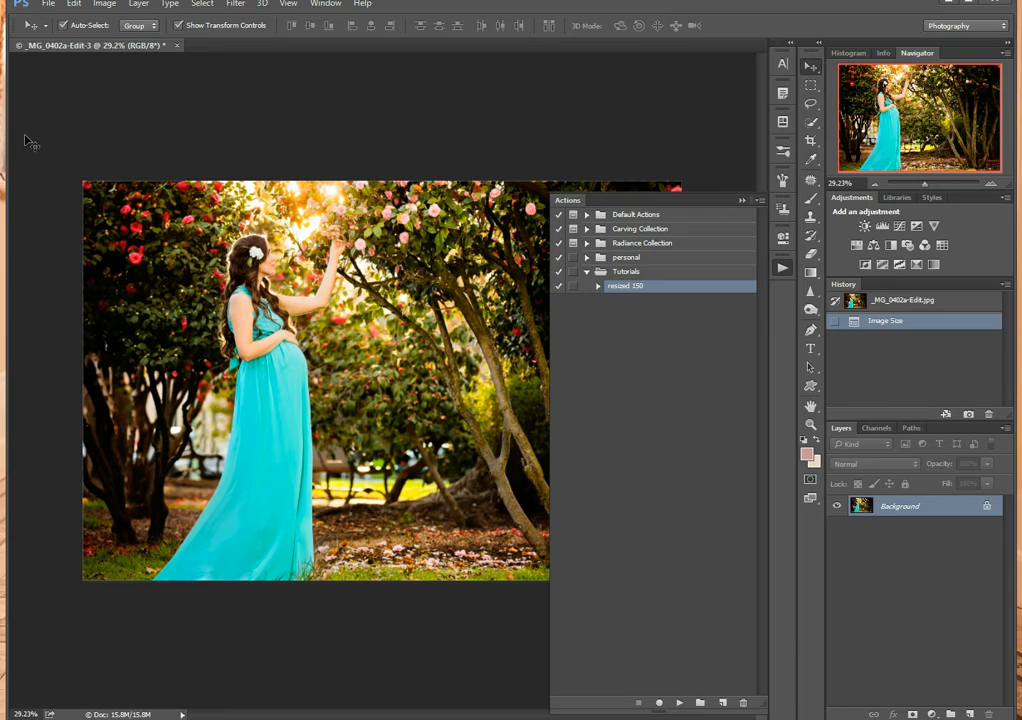 PS File Edit Image Layer Type Select Filter 3D View Window Help
Auto-Select: Group Show Transform Controls 3D Mode: Photography
© _MG_0402a-Edit-3 @ 29.2% (RGB/8*) * ×
Histogram Info Navigator
29.23%
Adjustments Libraries Styles
Add an adjustment
Actions
Default Actions
Carving Collection
Radiance Collection
personal
Tutorials
resized 150
History
_MG_0402a-Edit.jpg
Image Size
Layers Channels Paths
Kind
Normal Opacity: 100%
Lock: Fill: 100%
Background
29.23% © Doc: 15.8M/15.8M